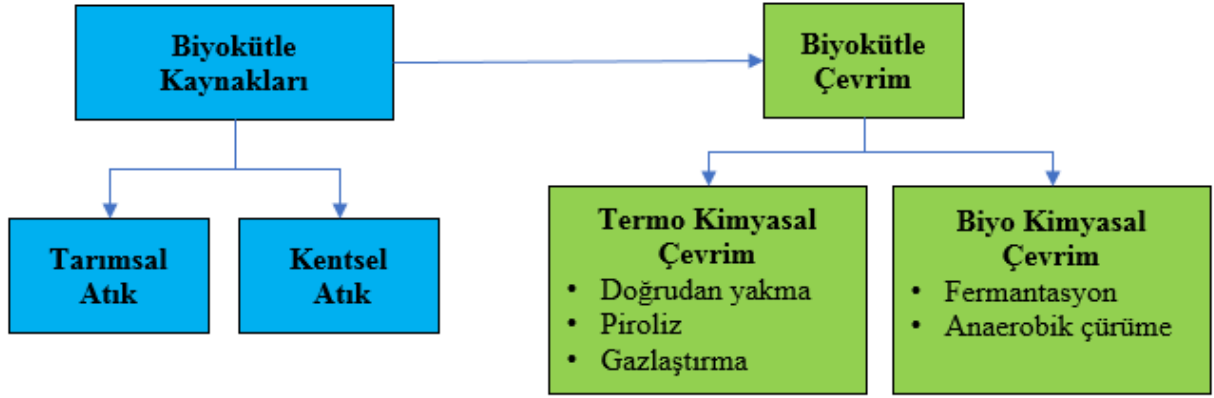 Biyokütle
Kaynakları
Biyokütle
Çevrim
Tarımsal
Atık
Kentsel
Atık
Termo Kimyasal
Çevrim
• Doğrudan yakma
• Piroliz
• Gazlaştırma
Biyo Kimyasal
Çevrim
• Fermantasyon
• Anaerobik çürüme